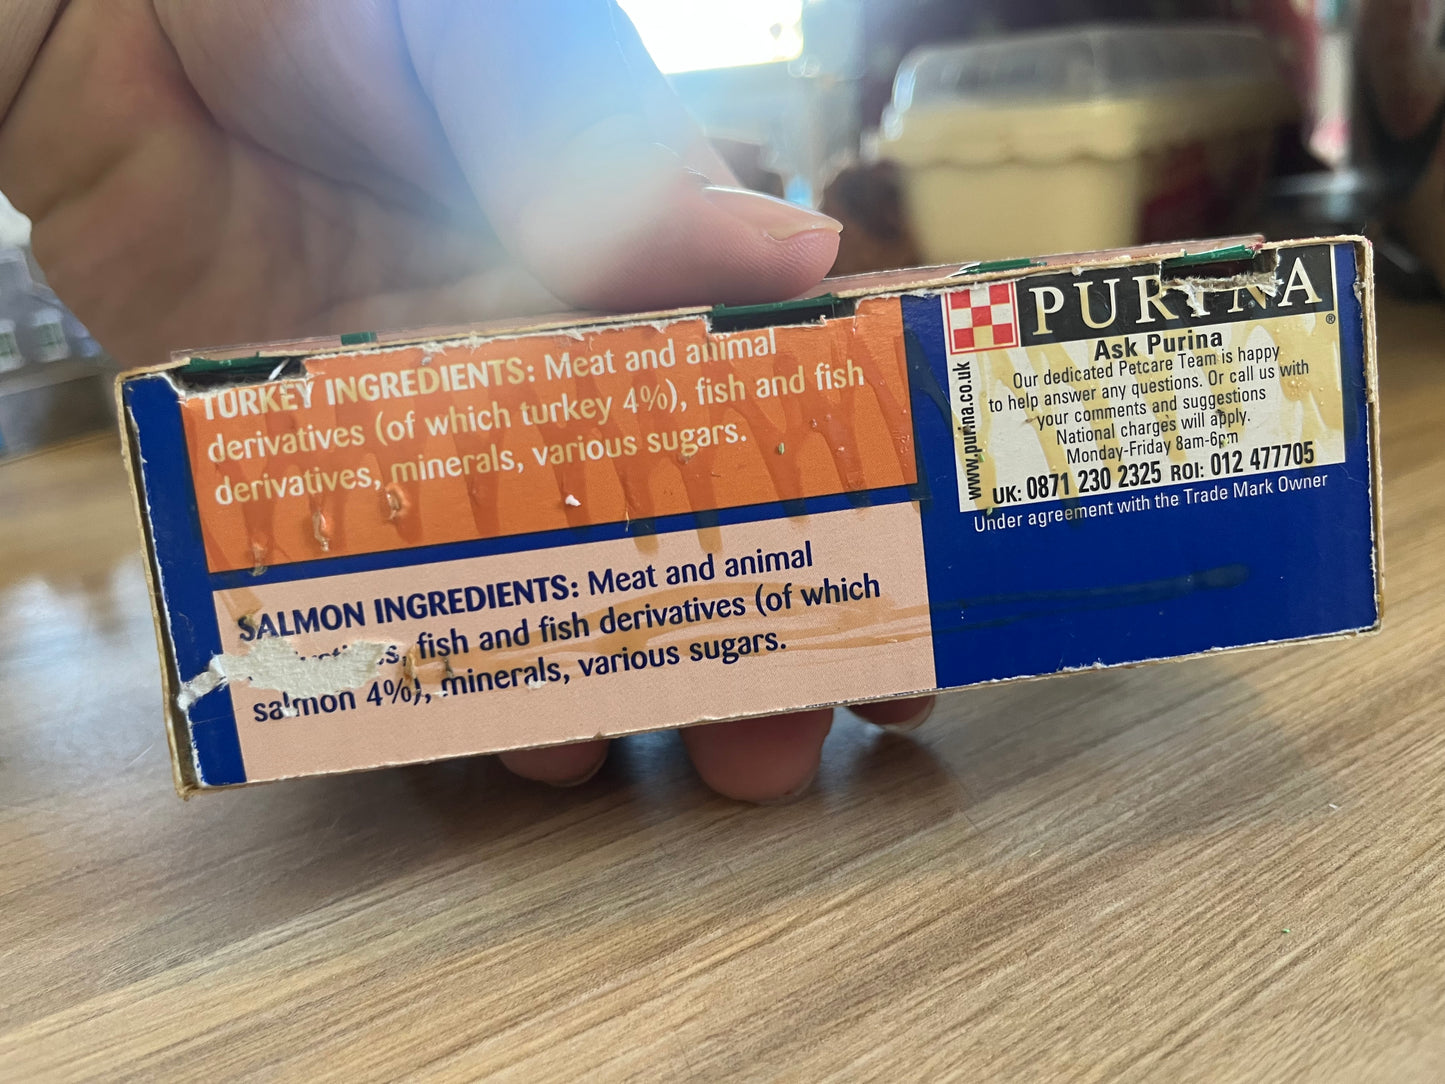 TURKEY INGREDIENTS: Meat and animal
derivatives (of which turkey 4%), fish and fish
derivatives, minerals, various sugars.
SALMON INGREDIENTS: Meat and animal
fish and fish derivatives (of which
salmon 4%), minerals, various sugars.
PURINA
®
www.purina.co.uk
Ask Purina
Our dedicated Petcare Team is happy
to help answer any questions. Or call us with
your comments and suggestions
National charges will apply.
Monday-Friday 8am-6pm
UK: 0871 230 2325 ROI: 012 477705
Under agreement with the Trade Mark Owner